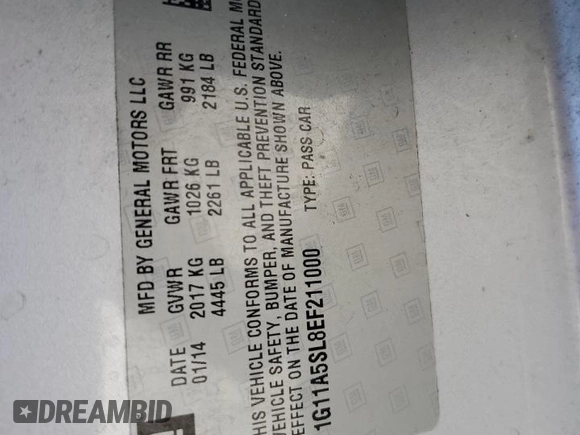 MFD BY GENERAL MOTORS LLC
DATE GVWR GAWR FRT GAWR RR
01/14 2017 KG 1026 KG 991 KG
4445 LB 2261 LB 2184 LB
THIS VEHICLE CONFORMS TO ALL APPLICABLE U.S. FEDERAL
VEHICLE SAFETY, BUMPER, AND THEFT PREVENTION STANDARD
EFFECT ON THE DATE OF MANUFACTURE SHOWN ABOVE.
1G11A5SL8EF211000 TYPE: PASS CAR
DREAMBID